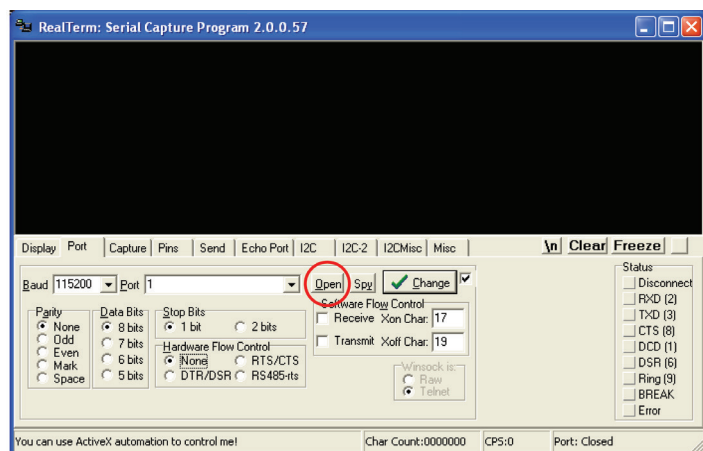 RealTerm: Serial Capture Program 2.0.0.57
Display Port Capture Pins Send Echo Port I2C I2C-2 I2CMisc Misc \n Clear Freeze
Status
Baud 115200 Port 1 Open Spy Change Disconnect
RXD (2)
Parity Data Bits Stop Bits Software Flow Control TXD (3)
None 8 bits 1 bit 2 bits Receive Xon Char: 17 CTS (8)
Odd 7 bits Hardware Flow Control Transmit Xoff Char: 19 DCD (1)
Even 6 bits None RTS/CTS Winsock is: DSR (6)
Mark 5 bits DTR/DSR RS485-rts Raw Ring (9)
Space Telnet BREAK
Error
You can use ActiveX automation to control me! Char Count:0000000 CPS:0 Port: Closed